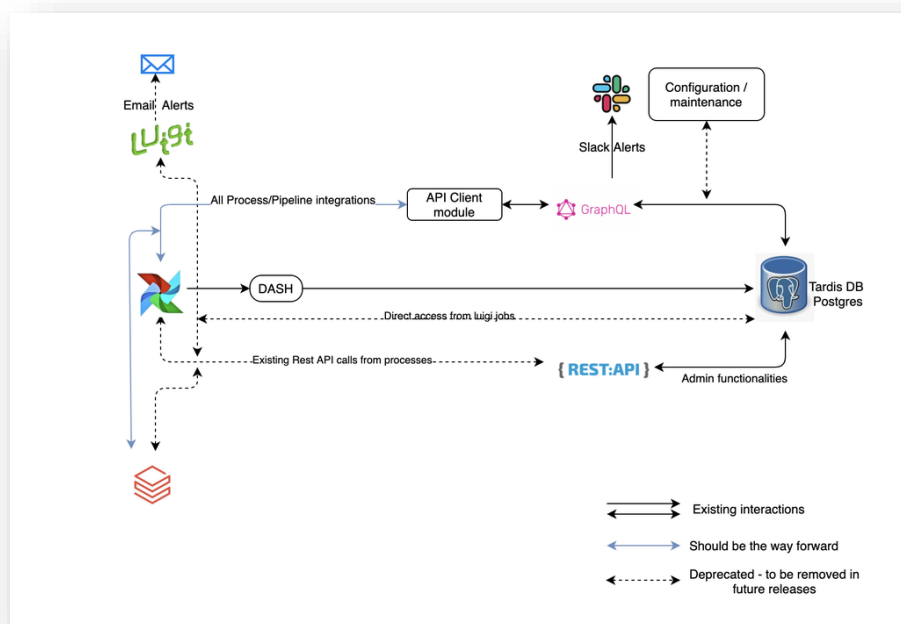 Email Alerts
LUigi
Configuration /
maintenance
Slack Alerts
All Process/Pipeline integrations
API Client
module
GraphQL
DASH
Tardis DB
Postgres
Direct access from luigi jobs
Existing Rest API calls from processes
{ REST:API }
Admin functionalities
Existing interactions
Should be the way forward
Deprecated - to be removed in
future releases